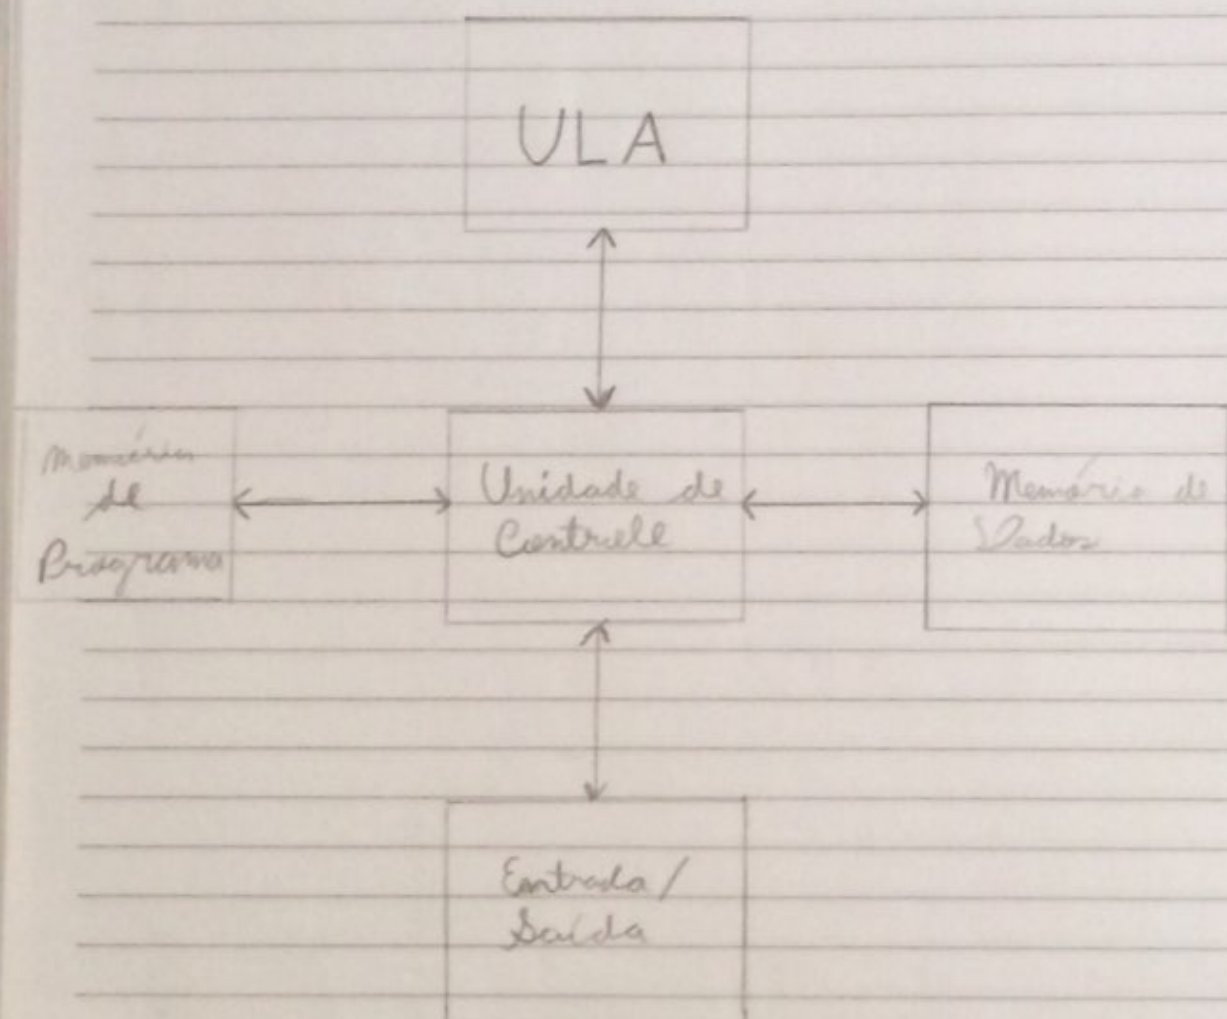 ULA
Memória
de
Programa
Unidade de
Controle
Memória de
Dados
Entrada/
Saída